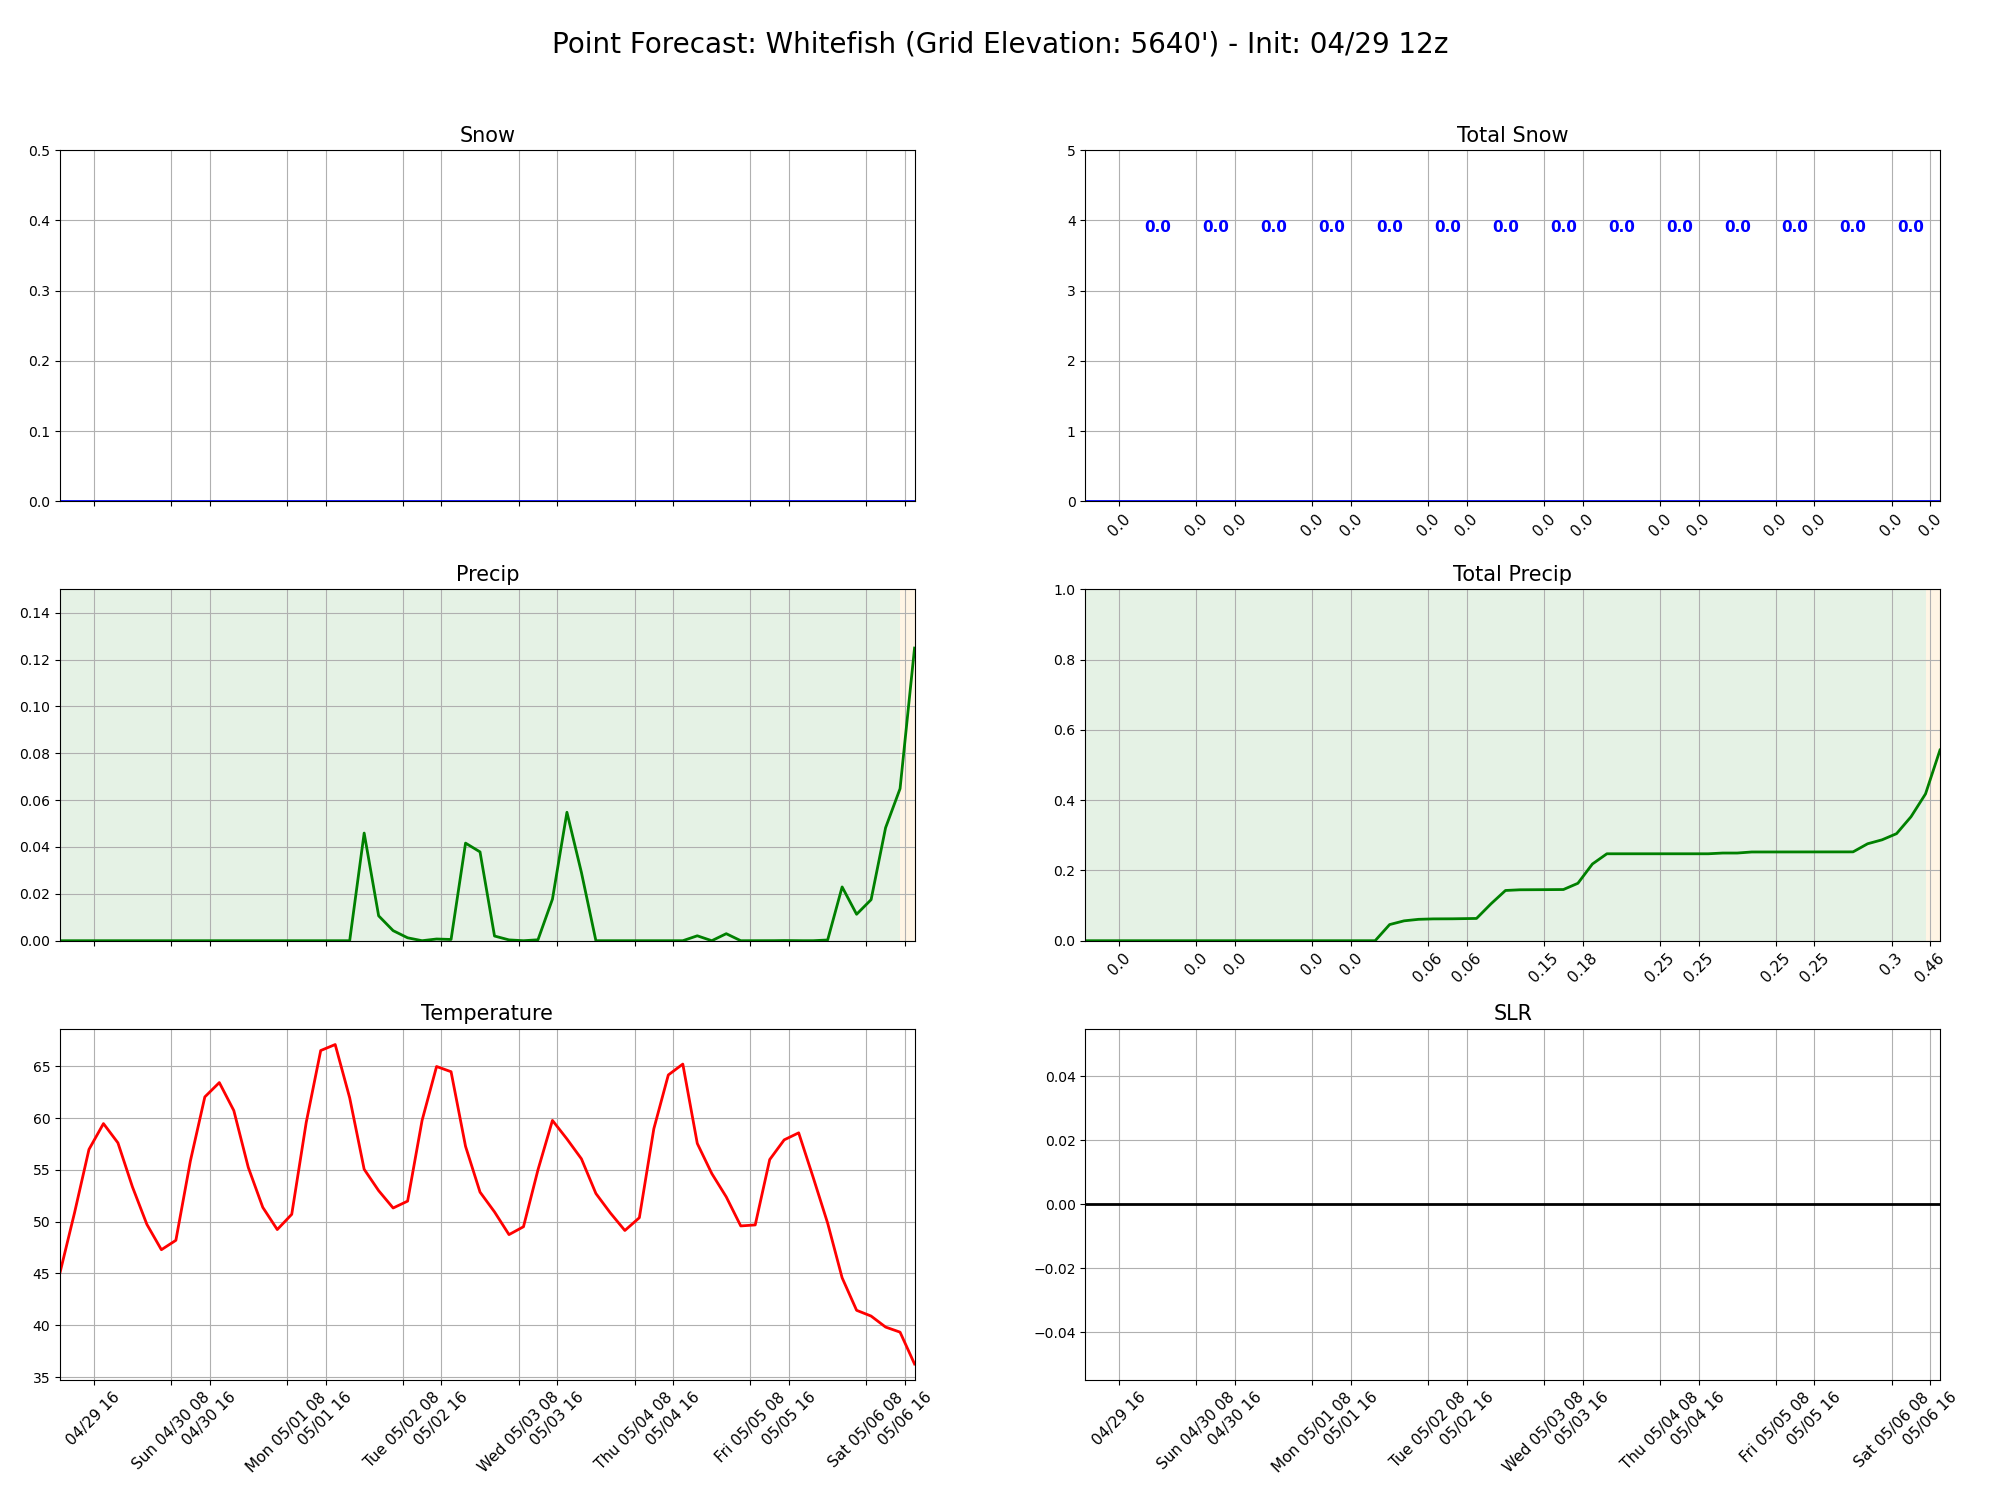 Point Forecast: Whitefish (Grid Elevation: 5640') - Init: 04/29 12z
Snow
0.5
0.4
0.3
0.2
0.1
0.0
Total Snow
5
4
3
2
1
0
0.0 0.0 0.0 0.0 0.0 0.0 0.0 0.0 0.0 0.0 0.0 0.0 0.0 0.0
0.0 0.0 0.0 0.0 0.0 0.0 0.0 0.0 0.0 0.0 0.0 0.0 0.0 0.0 0.0
Precip
0.14
0.12
0.10
0.08
0.06
0.04
0.02
0.00
Total Precip
1.0
0.8
0.6
0.4
0.2
0.0
0.0 0.0 0.0 0.0 0.0 0.06 0.06 0.15 0.18 0.25 0.25 0.25 0.25 0.3 0.46
Temperature
65
60
55
50
45
40
35
04/29 16
Sun 04/30 08
04/30 16
Mon 05/01 08
05/01 16
Tue 05/02 08
05/02 16
Wed 05/03 08
05/03 16
Thu 05/04 08
05/04 16
Fri 05/05 08
05/05 16
Sat 05/06 08
05/06 16
SLR
0.04
0.02
0.00
−0.02
−0.04
04/29 16
Sun 04/30 08
04/30 16
Mon 05/01 08
05/01 16
Tue 05/02 08
05/02 16
Wed 05/03 08
05/03 16
Thu 05/04 08
05/04 16
Fri 05/05 08
05/05 16
Sat 05/06 08
05/06 16